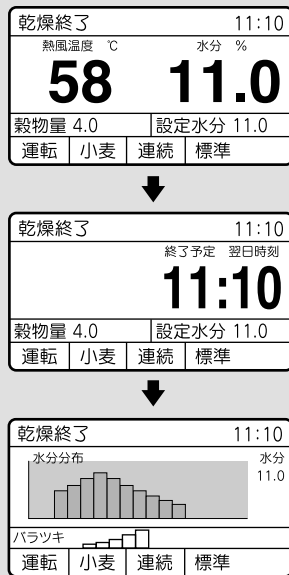 乾燥終了 11:10
熱風温度 ℃ 水分 %
58 11.0
穀物量 4.0 設定水分 11.0
運転 小麦 連続 標準
乾燥終了 11:10
終了予定 翌日時刻
11:10
穀物量 4.0 設定水分 11.0
運転 小麦 連続 標準
乾燥終了 11:10
水分分布 水分
11.0
バラツキ
運転 小麦 連続 標準